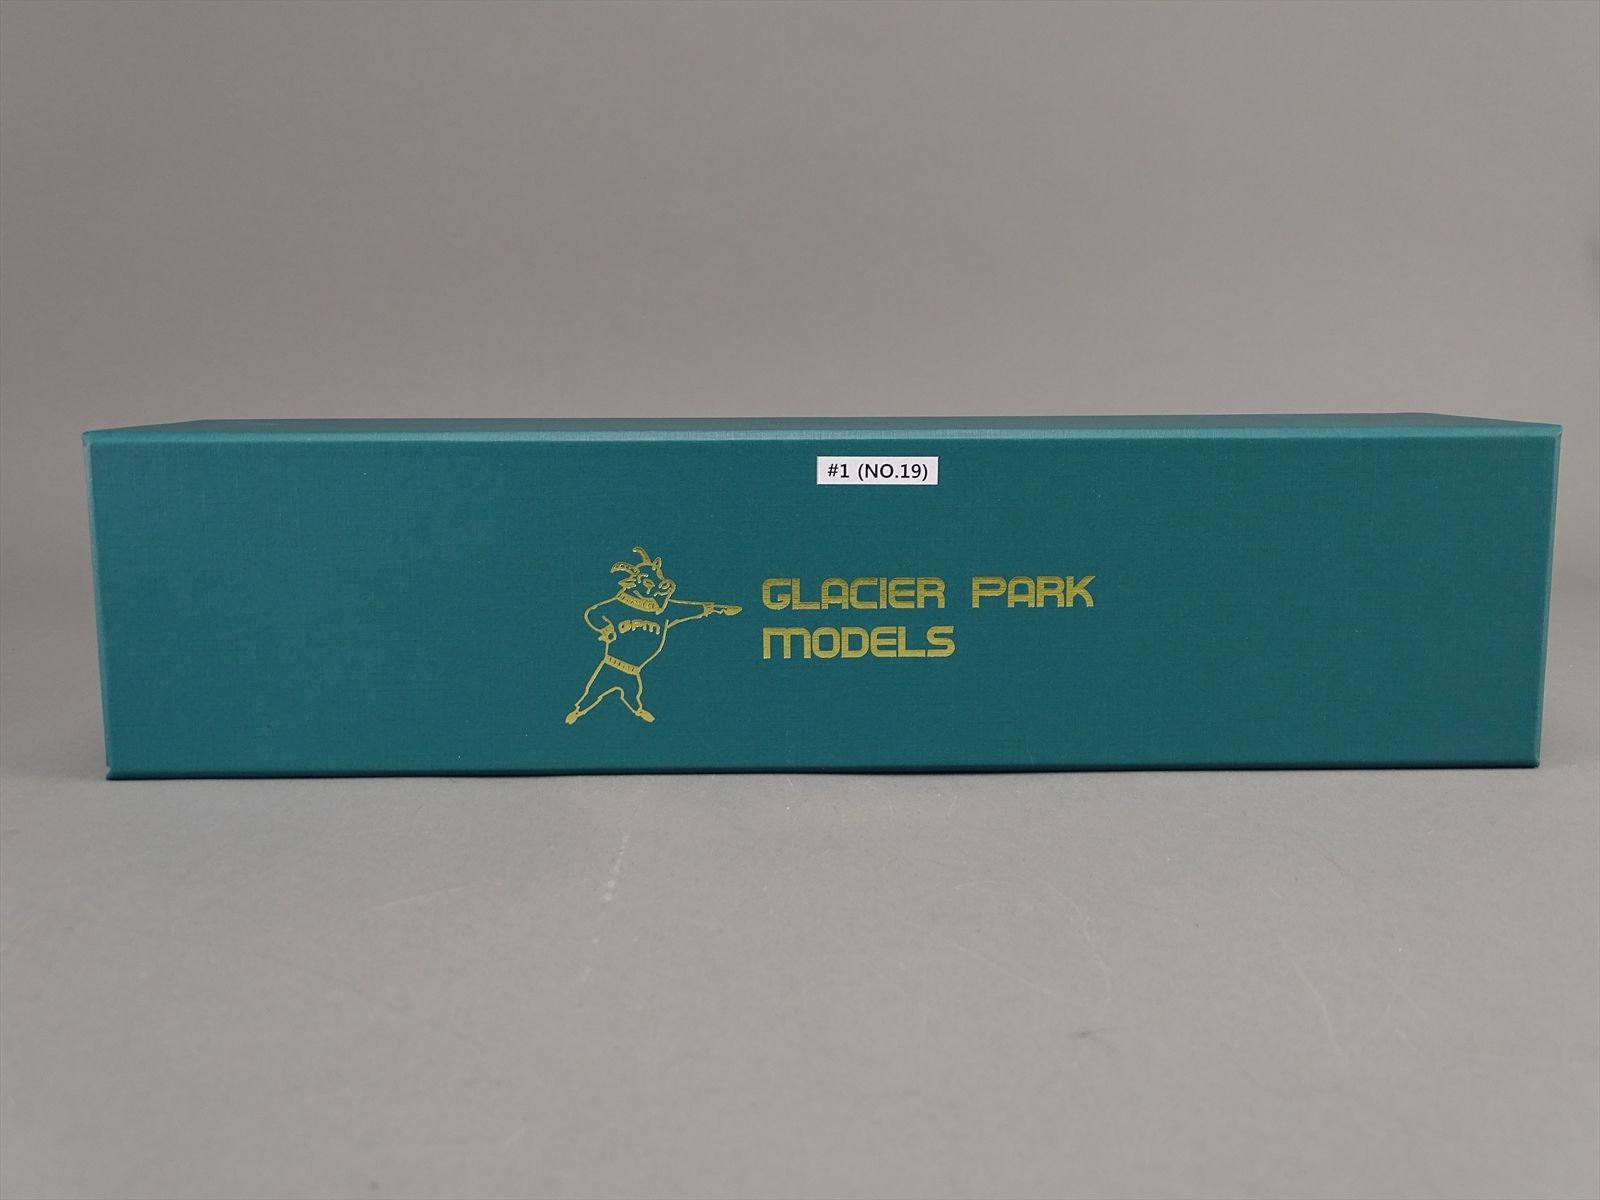 #1 (NO.19)
GPM
GLACIER PARK
MODELS